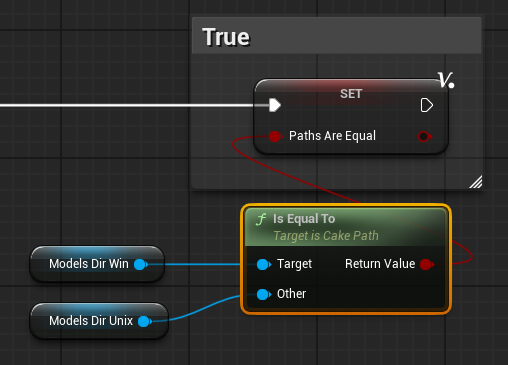 True
SET
V.
Paths Are Equal
f Is Equal To
Target is Cake Path
Models Dir Win
Target
Return Value
Other
Models Dir Unix